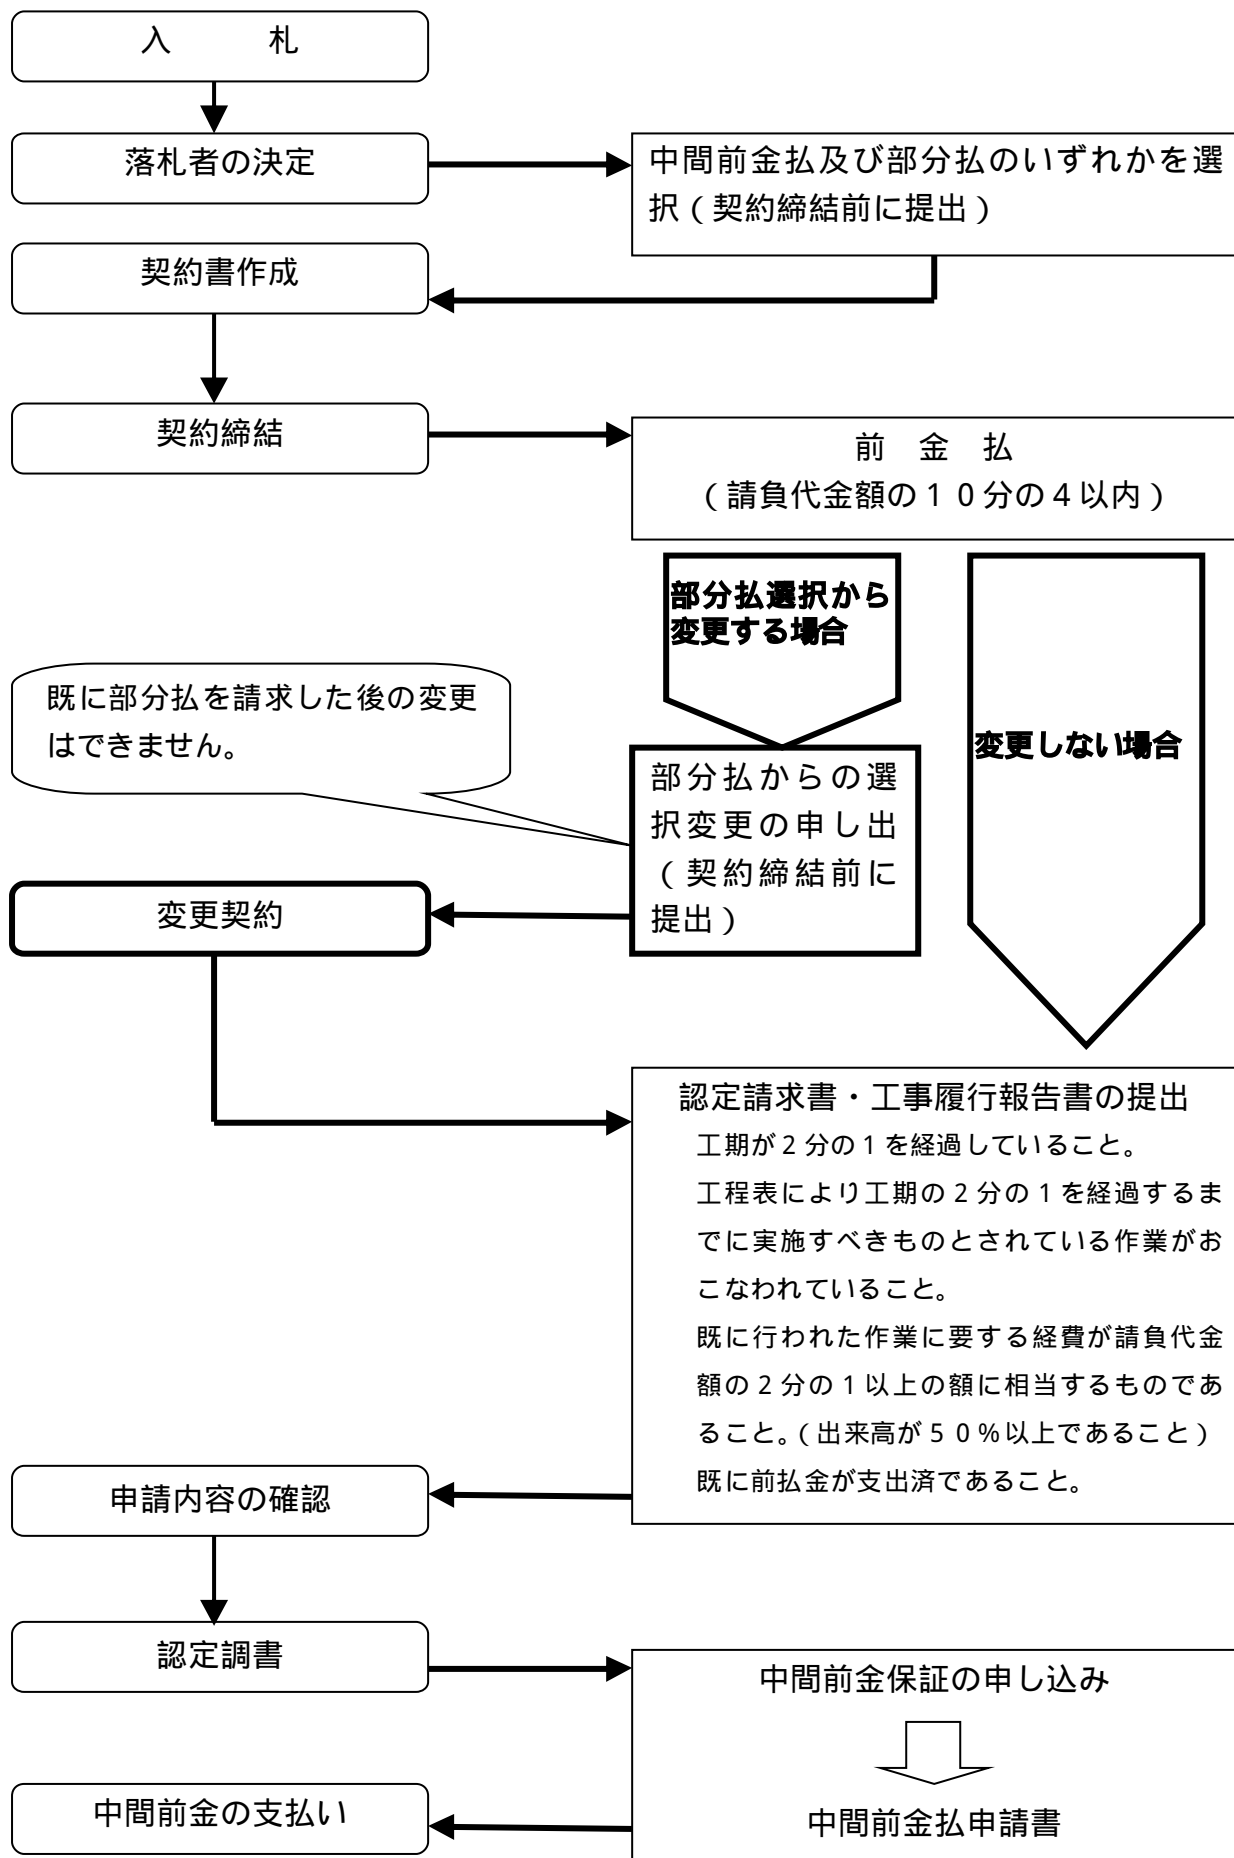 入　　　札
落札者の決定
中間前金払及び部分払のいずれかを選
択（契約締結前に提出）
契約書作成
契約締結
前　金　払
（請負代金額の１０分の４以内）
部分払選択から
変更する場合
変更しない場合
既に部分払を請求した後の変更
はできません。
部分払からの選
択変更の申し出
（契約締結前に
提出）
変更契約
認定請求書・工事履行報告書の提出
工期が２分の１を経過していること。
工程表により工期の２分の１を経過するま
でに実施すべきものとされている作業がお
こなわれていること。
既に行われた作業に要する経費が請負代金
額の２分の１以上の額に相当するものであ
ること。（出来高が５０％以上であること）
既に前払金が支出済であること。
申請内容の確認
認定調書
中間前金保証の申し込み
中間前金払申請書
中間前金の支払い